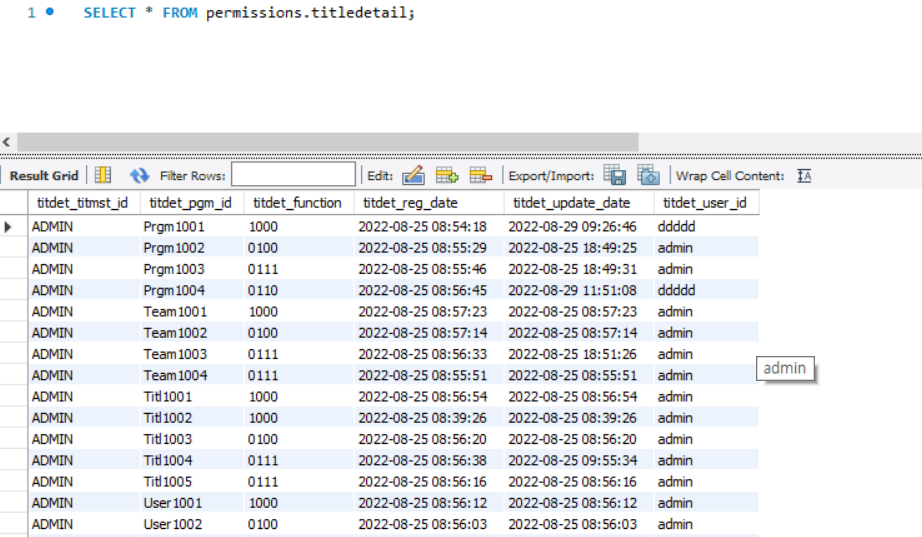 1 SELECT * FROM permissions.titledetail;
Result Grid Filter Rows: Edit: Export/Import: Wrap Cell Content: IA
titdet_titmst_id titdet_pgm_id titdet_function titdet_reg_date titdet_update_date titdet_user_id
ADMIN Prgm1001 1000 2022-08-25 08:54:18 2022-08-29 09:26:46 ddddd
ADMIN Prgm1002 0100 2022-08-25 08:55:29 2022-08-25 18:49:25 admin
ADMIN Prgm1003 0111 2022-08-25 08:55:46 2022-08-25 18:49:31 admin
ADMIN Prgm1004 0110 2022-08-25 08:56:45 2022-08-29 11:51:08 ddddd
ADMIN Team1001 1000 2022-08-25 08:57:23 2022-08-25 08:57:23 admin
ADMIN Team1002 0100 2022-08-25 08:57:14 2022-08-25 08:57:14 admin
ADMIN Team1003 0111 2022-08-25 08:56:33 2022-08-25 18:51:26 admin
admin
ADMIN Team1004 0111 2022-08-25 08:55:51 2022-08-25 08:55:51 admin
ADMIN Titl1001 1000 2022-08-25 08:56:54 2022-08-25 08:56:54 admin
ADMIN Titl1002 1000 2022-08-25 08:39:26 2022-08-25 08:39:26 admin
ADMIN Titl1003 0100 2022-08-25 08:56:20 2022-08-25 08:56:20 admin
ADMIN Titl1004 0111 2022-08-25 08:56:38 2022-08-25 09:55:34 admin
ADMIN Titl1005 0111 2022-08-25 08:56:16 2022-08-25 08:56:16 admin
ADMIN User1001 1000 2022-08-25 08:56:12 2022-08-25 08:56:12 admin
ADMIN User1002 0100 2022-08-25 08:56:03 2022-08-25 08:56:03 admin